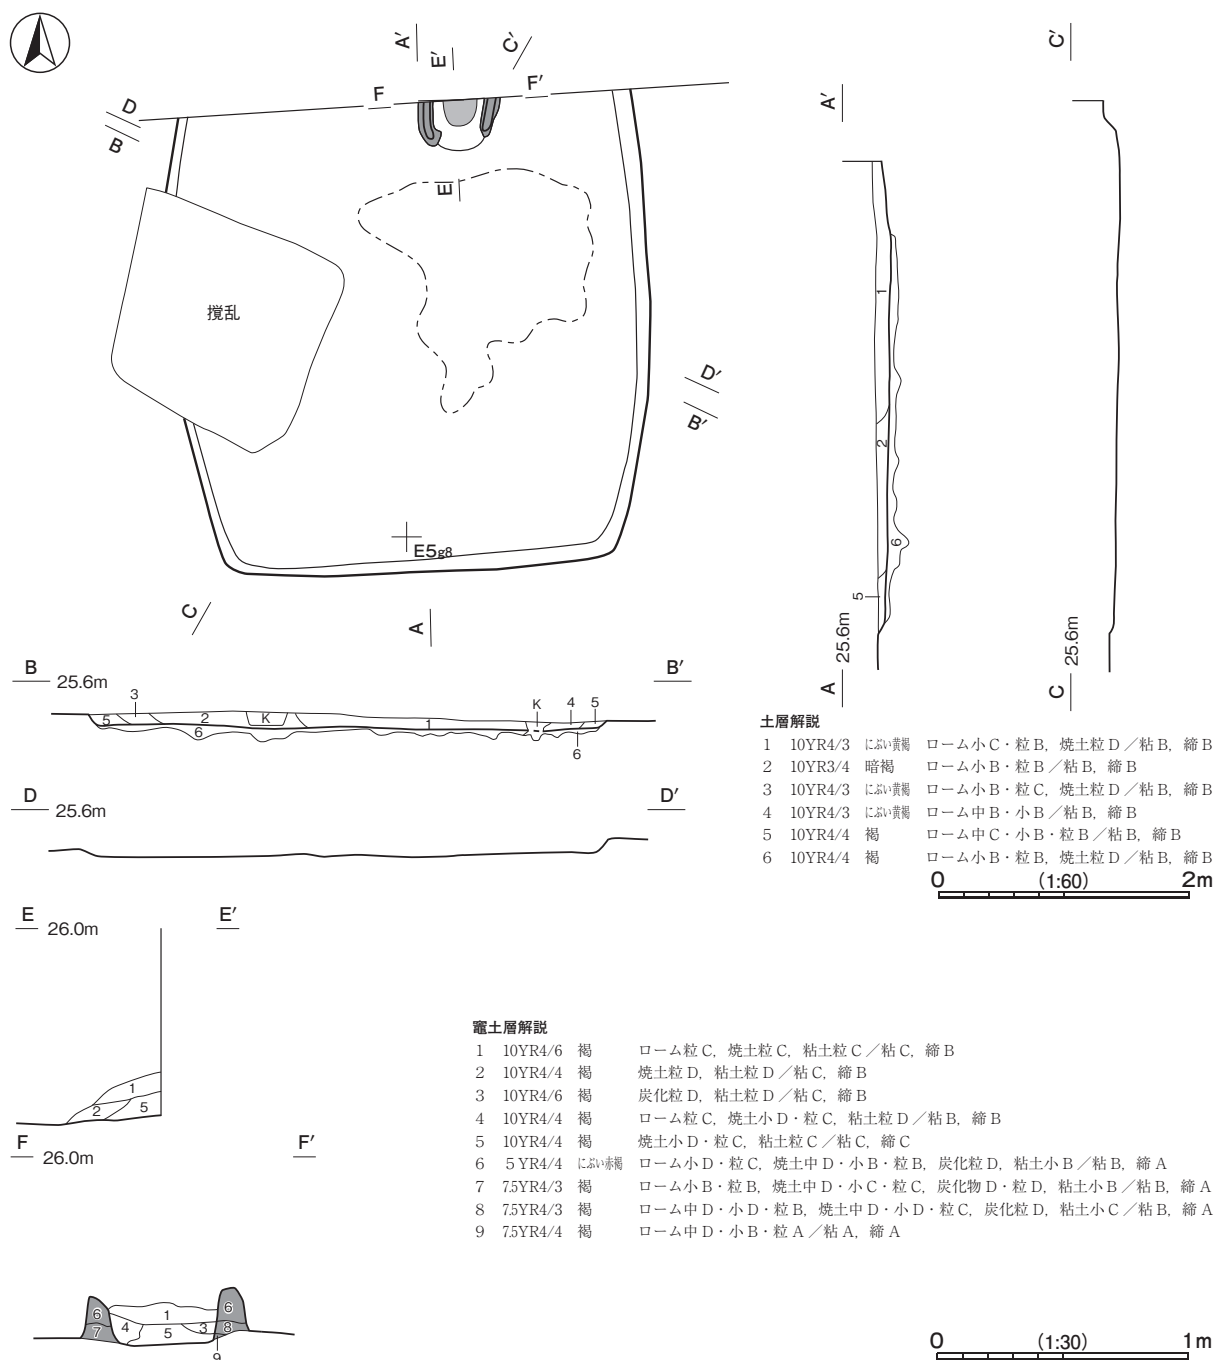 A′
E′
C′
C′
F
F′
A′
D
B
E
撹乱
1
D′
B′
2
6
E5g8
5
C
A
A 25.6m
C 25.6m
B 25.6m
B′
3
5
2
K
1
K
4
5
6
6
D 25.6m
D′
土層解説
1 10YR4/3 にぶい黄褐 ローム小C・粒B，焼土粒D／粘B，締B
2 10YR3/4 暗褐 ローム小B・粒B／粘B，締B
3 10YR4/3 にぶい黄褐 ローム小B・粒C，焼土粒D／粘B，締B
4 10YR4/3 にぶい黄褐 ローム中B・小B／粘B，締B
5 10YR4/4 褐 ローム中C・小B・粒B／粘B，締B
6 10YR4/4 褐 ローム小B・粒B，焼土粒D／粘B，締B
0 (1:60) 2m
E 26.0m
E′
1
2
5
F 26.0m
F′
竈土層解説
1 10YR4/6 褐 ローム粒C，焼土粒C，粘土粒C／粘C，締B
2 10YR4/4 褐 焼土粒D，粘土粒D／粘C，締B
3 10YR4/6 褐 炭化粒D，粘土粒D／粘C，締B
4 10YR4/4 褐 ローム粒C，焼土小D・粒C，粘土粒D／粘B，締B
5 10YR4/4 褐 焼土小D・粒C，粘土粒C／粘C，締C
6 5YR4/4 にぶい赤褐 ローム小D・粒C，焼土中D・小B・粒B，炭化粒D，粘土小B／粘B，締A
7 7.5YR4/3 褐 ローム小B・粒B，焼土中D・小C・粒C，炭化物D・粒D，粘土小B／粘B，締A
8 7.5YR4/3 褐 ローム中D・小D・粒B，焼土中D・小D・粒C，炭化粒D，粘土小C／粘B，締A
9 7.5YR4/4 褐 ローム中D・小B・粒A／粘A，締A
6
7
4
1
5
3
6
8
9
0 (1:30) 1m